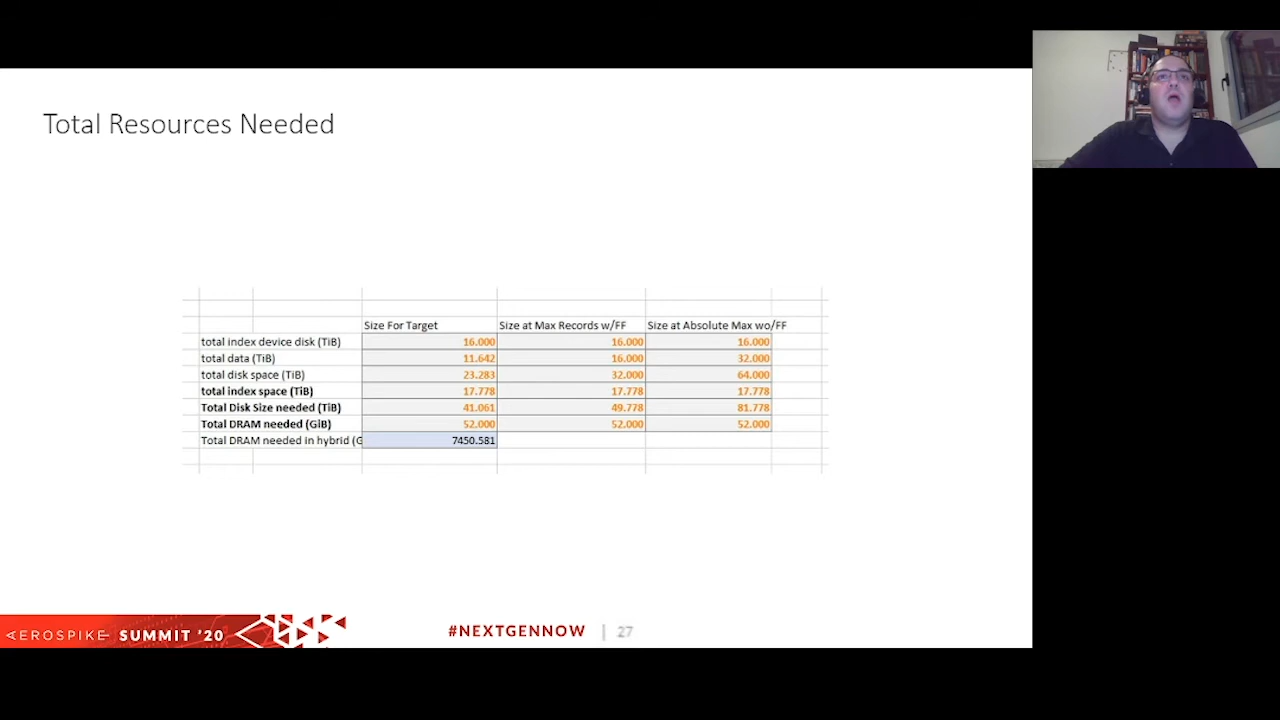 Total Resources Needed
Size For Target Size at Max Records w/FF Size at Absolute Max wo/FF
total index device disk (TiB) 16.000 16.000 16.000
total data (TiB) 11.642 16.000 32.000
total disk space (TiB) 23.283 32.000 64.000
total index space (TiB) 17.778 17.778 17.778
Total Disk Size needed (TiB) 41.061 49.778 81.778
Total DRAM needed (GiB) 52.000 52.000 52.000
Total DRAM needed in hybrid (G 7450.581
AEROSPIKE SUMMIT '20 #NEXTGENNOW | 27